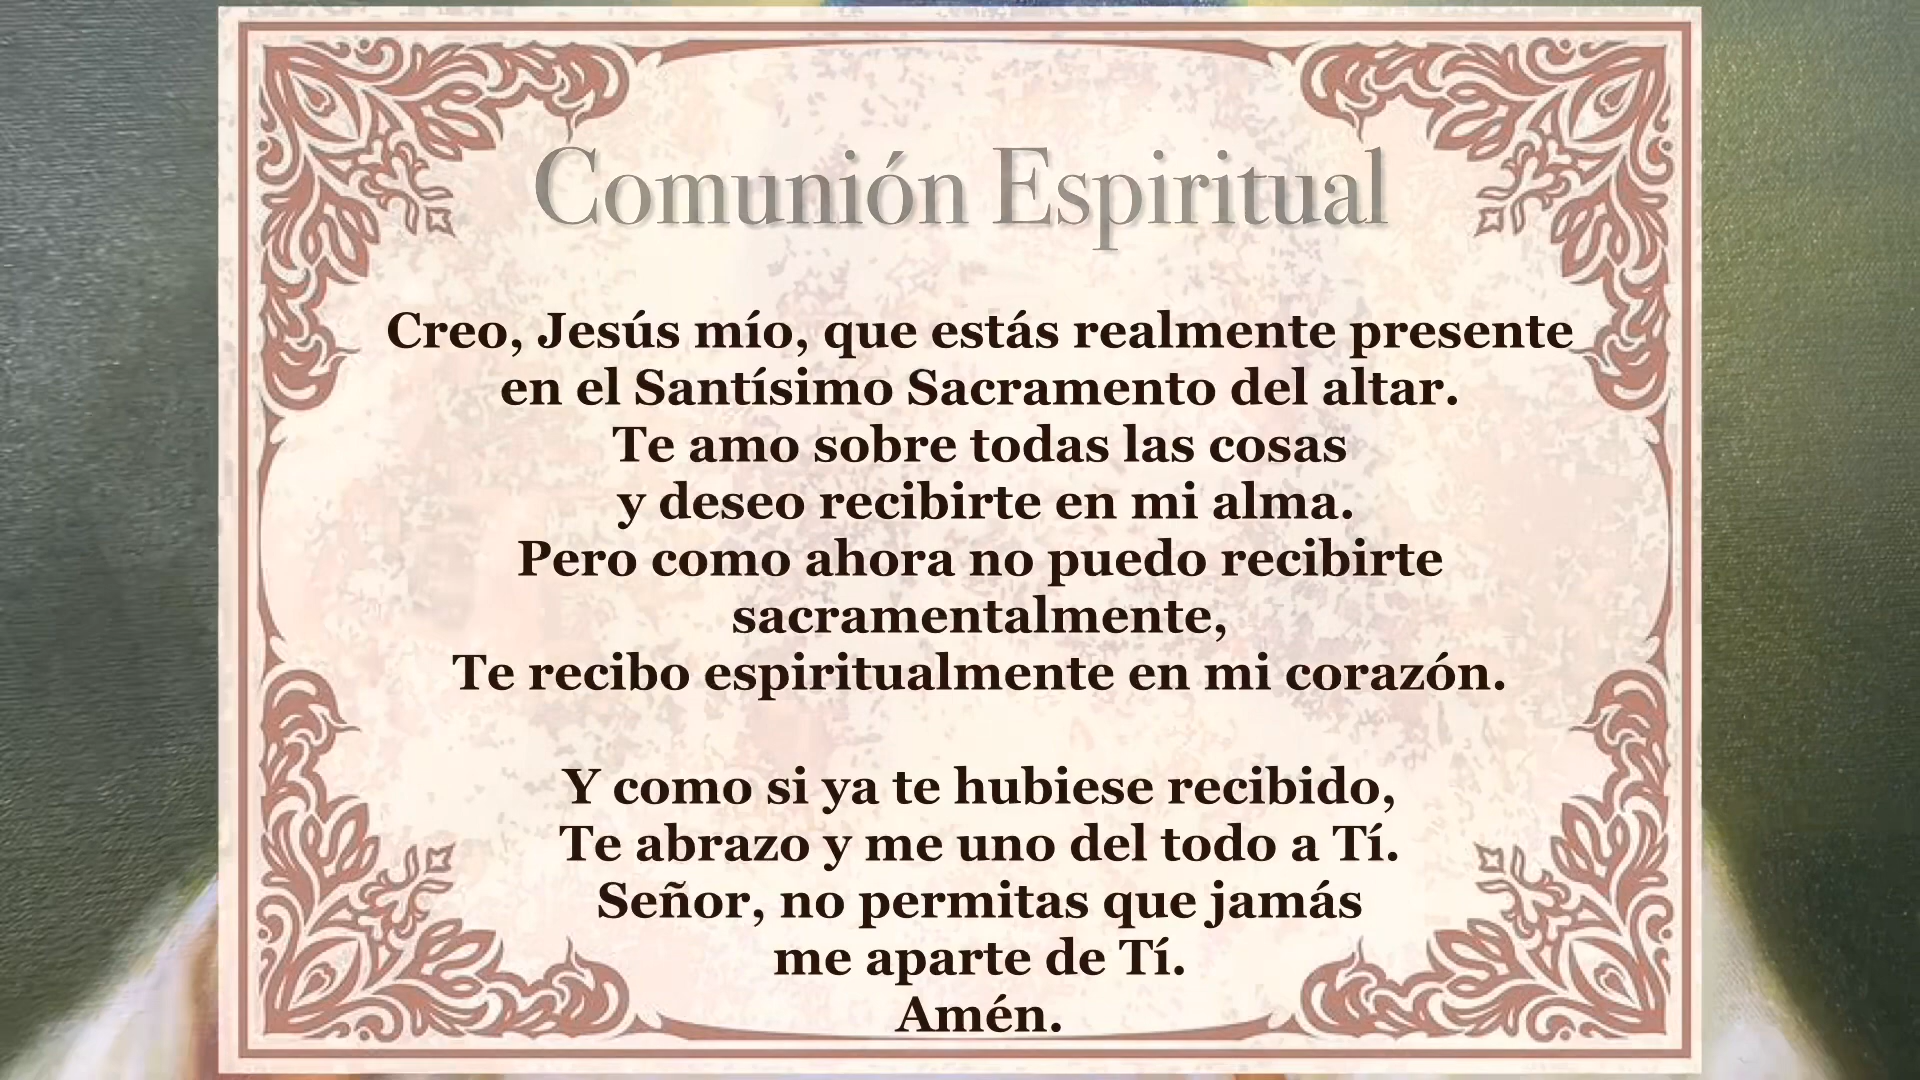 Comunión Espiritual
Creo, Jesús mío, que estás realmente presente
en el Santísimo Sacramento del altar.
Te amo sobre todas las cosas
y deseo recibirte en mi alma.
Pero como ahora no puedo recibirte
sacramentalmente,
Te recibo espiritualmente en mi corazón.
Y como si ya te hubiese recibido,
Te abrazo y me uno del todo a Tí.
Señor, no permitas que jamás
me aparte de Tí.
Amén.